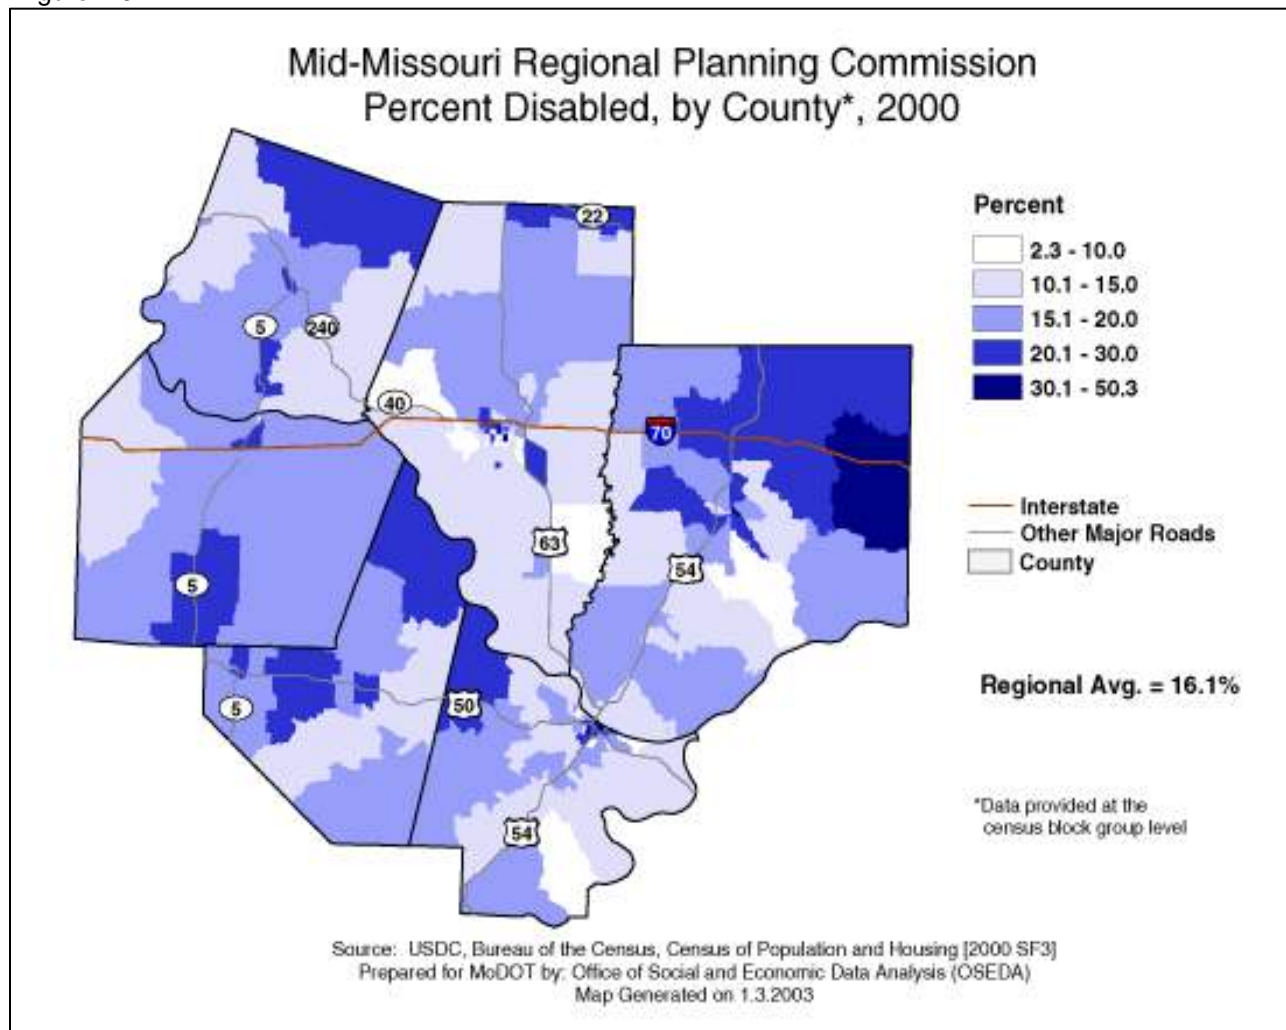 Mid-Missouri Regional Planning Commission
Percent Disabled, by County*, 2000
22
5
240
40
70
63
54
5
5
50
54
Percent
2.3 - 10.0
10.1 - 15.0
15.1 - 20.0
20.1 - 30.0
30.1 - 50.3
Interstate
Other Major Roads
County
Regional Avg. = 16.1%
*Data provided at the
census block group level
Source: USDC, Bureau of the Census, Census of Population and Housing [2000 SF3]
Prepared for MoDOT by: Office of Social and Economic Data Analysis (OSEDA)
Map Generated on 1.3.2003